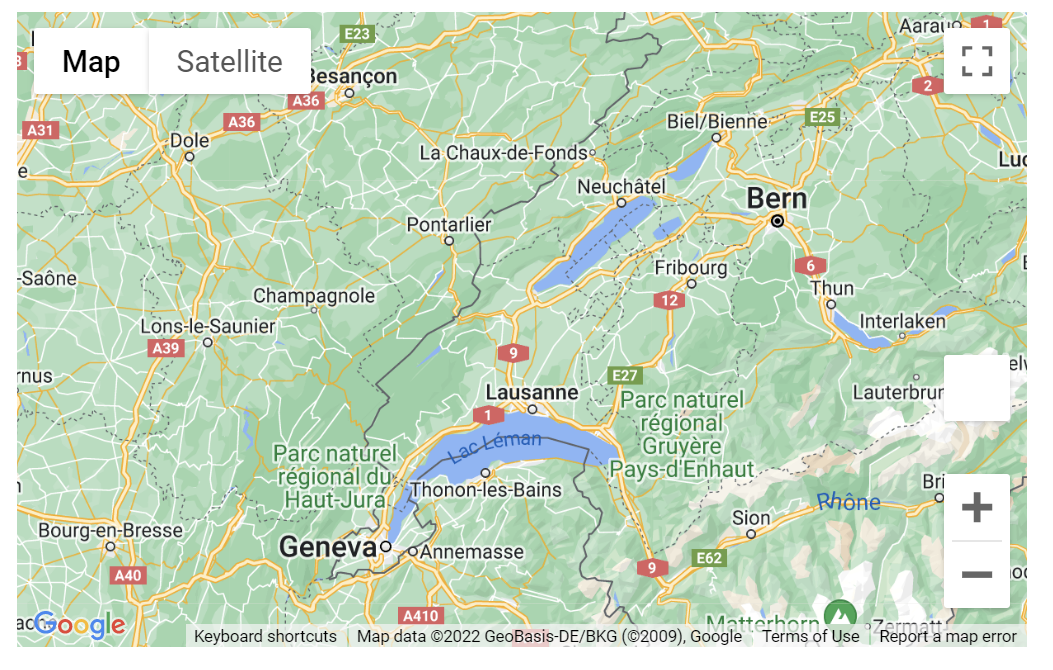 E23
Aarau
1
Map
Satellite
Besançon
A36
2
A31
A36
Biel/Bienne
E25
Dole
La Chaux-de-Fonds
Neuchâtel
Bern
Pontarlier
Fribourg
6
-Saône
Champagnole
12
Thun
Lons-le-Saunier
Interlaken
A39
9
E27
Lausanne
Lauterbrun
1
Parc naturel
régional
Gruyère
Pays-d'Enhaut
Lac Léman
Parc naturel
régional du
Haut-Jura
Thonon-les-Bains
Rhône
Sion
Bourg-en-Bresse
Geneva
Annemasse
E62
9
A40
A410
Matterhorn
Zermatt
Google
Keyboard shortcuts
Map data ©2022 GeoBasis-DE/BKG (©2009), Google
Terms of Use
Report a map error